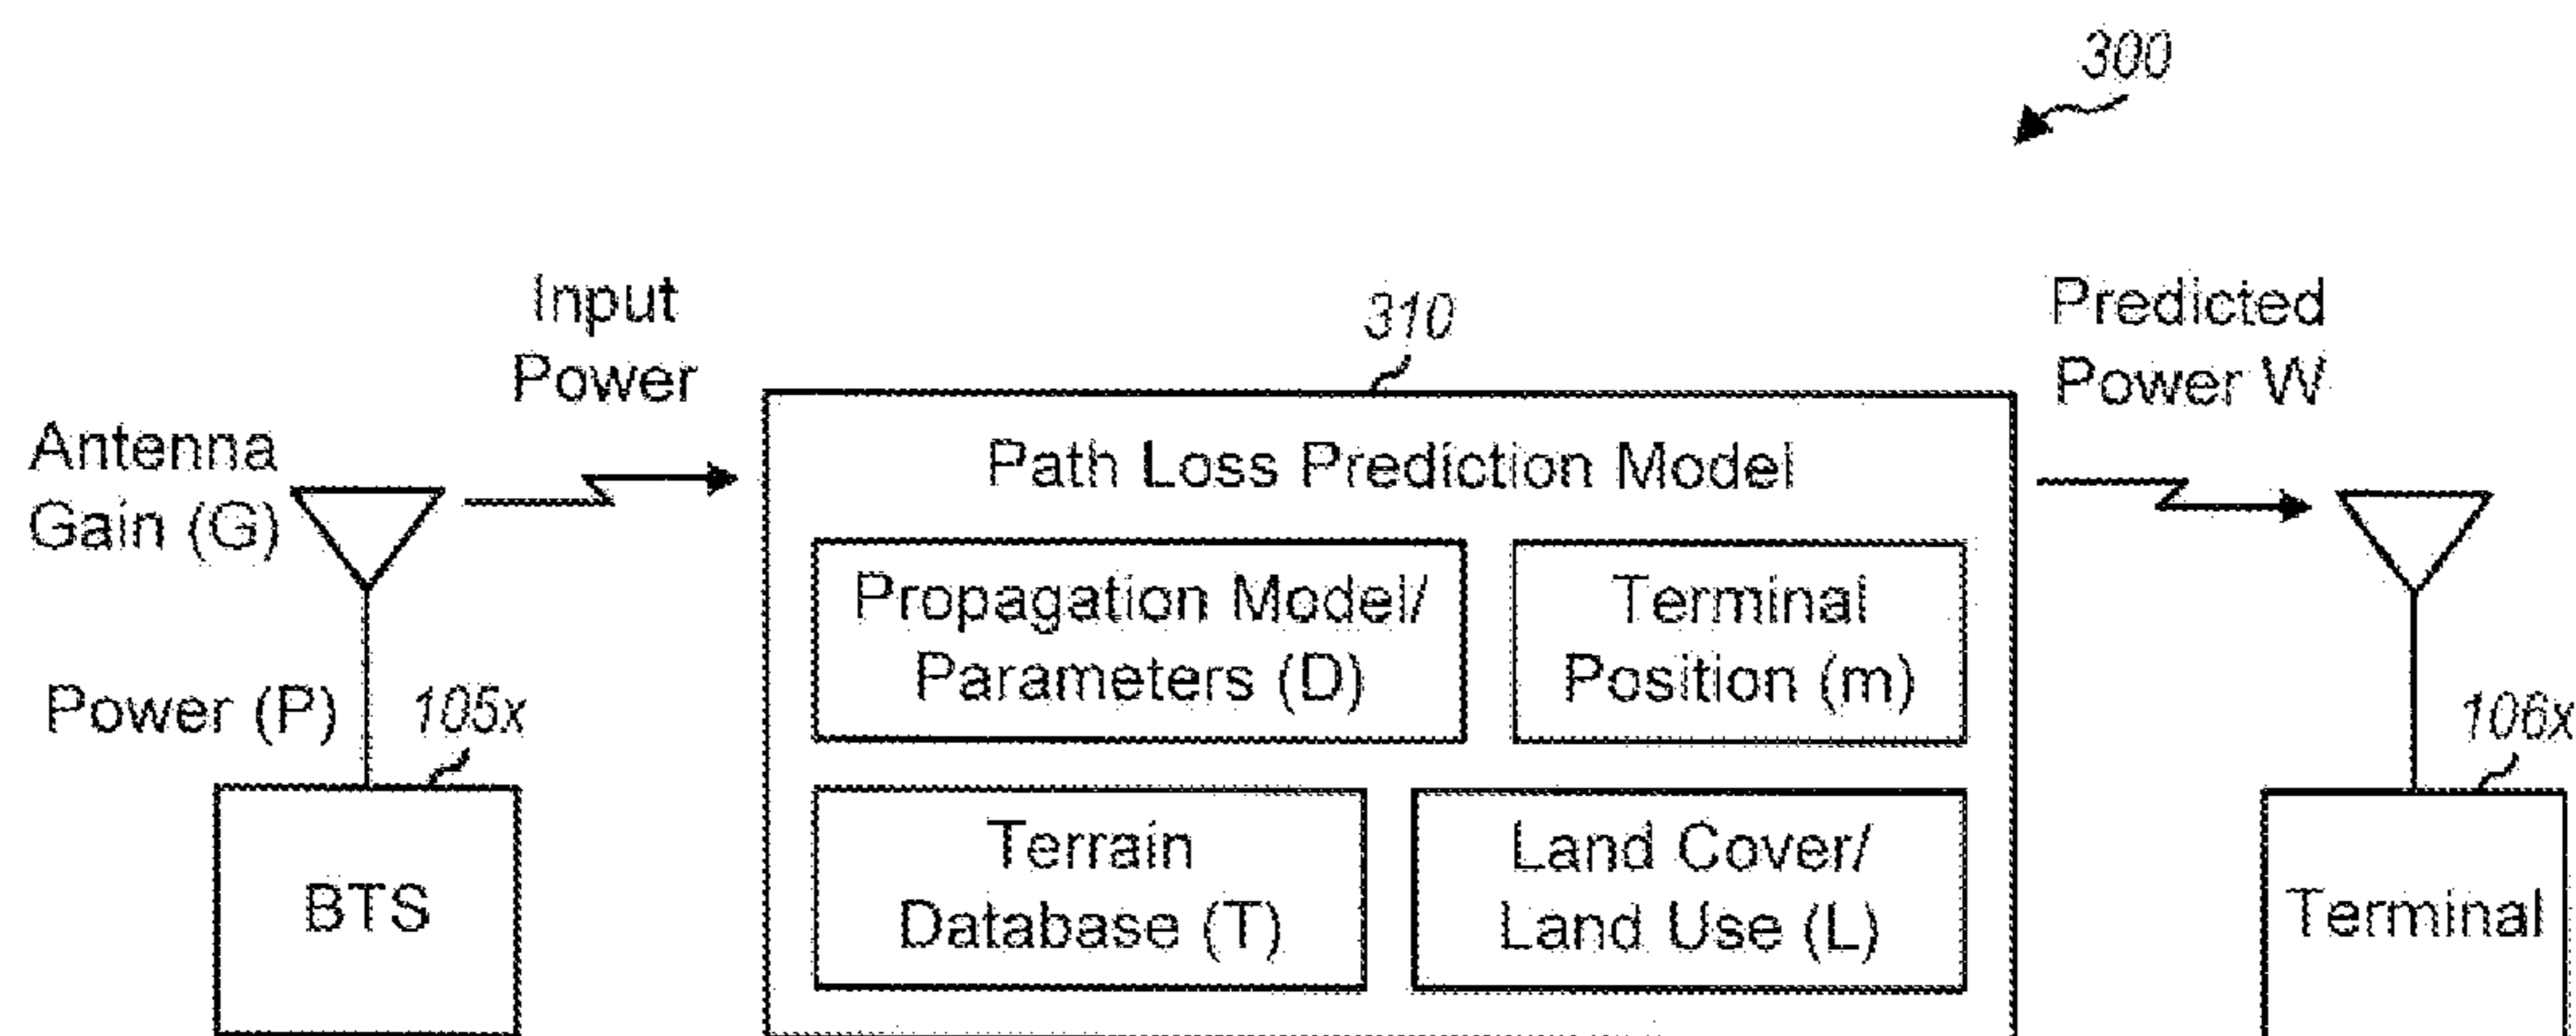 300
Input
Power
310
Predicted
Power W
Antenna
Gain (G)
Path Loss Prediction Model
Propagation Model/
Parameters (D)
Terminal
Position (m)
Power (P)
105x
106x
Terrain
Database (T)
Land Cover/
Land Use (L)
BTS
Terminal